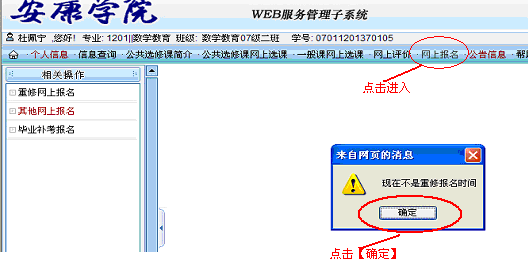 安康学院
WEB服务管理子系统
杜佩宁,您好! 专业: 1201||数学教育 班级: 数学教育07级二班 学号:07011201370105
·个人信息 ·信息查询 ·公共选修课简介 ·公共选修课网上选课 ·一般课网上选课 ·网上评价 ·网上报名 ·公告信息 ·帮
点击进入
相关操作
重修网上报名
其他网上报名
毕业补考报名
来自网页的消息
现在不是重修报名时间
确定
点击【确定】